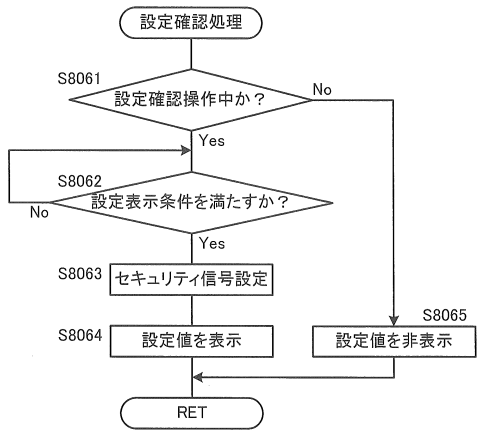 設定確認処理
S8061
設定確認操作中か?
No
Yes
S8062
設定表示条件を満たすか?
No
Yes
S8063
セキュリティ信号設定
S8064
設定値を表示
S8065
設定値を非表示
RET